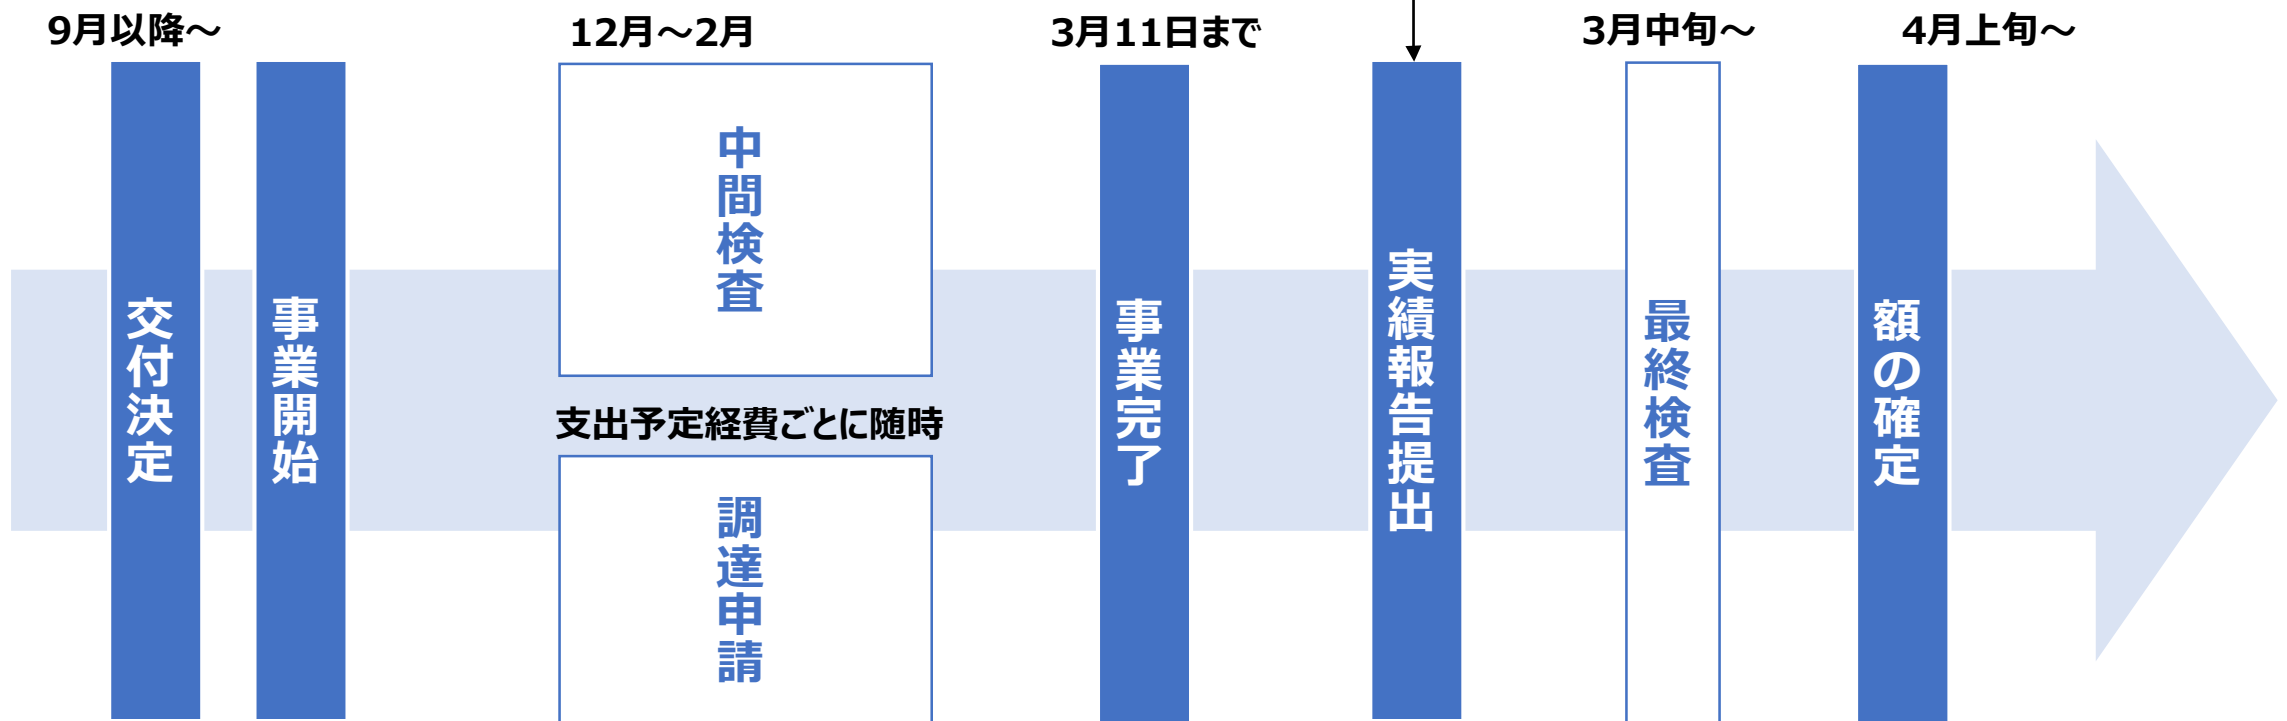 9月以降～
12月～2月
3月11日まで
3月中旬～
4月上旬～
交付決定
事業開始
中間検査
支出予定経費ごとに随時
調達申請
事業完了
実績報告提出
最終検査
額の確定